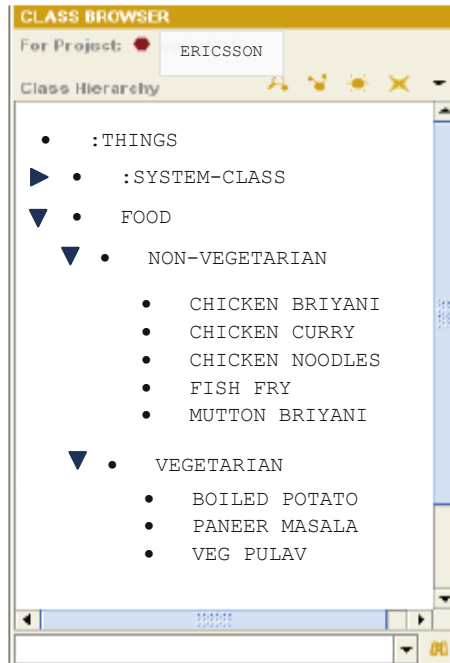 CLASS BROWSER
For Project: ERICSSON
Class Hierarchy
:THINGS
:SYSTEM-CLASS
FOOD
NON-VEGETARIAN
CHICKEN BRIYANI
CHICKEN CURRY
CHICKEN NOODLES
FISH FRY
MUTTON BRIYANI
VEGETARIAN
BOILED POTATO
PANEER MASALA
VEG PULAV